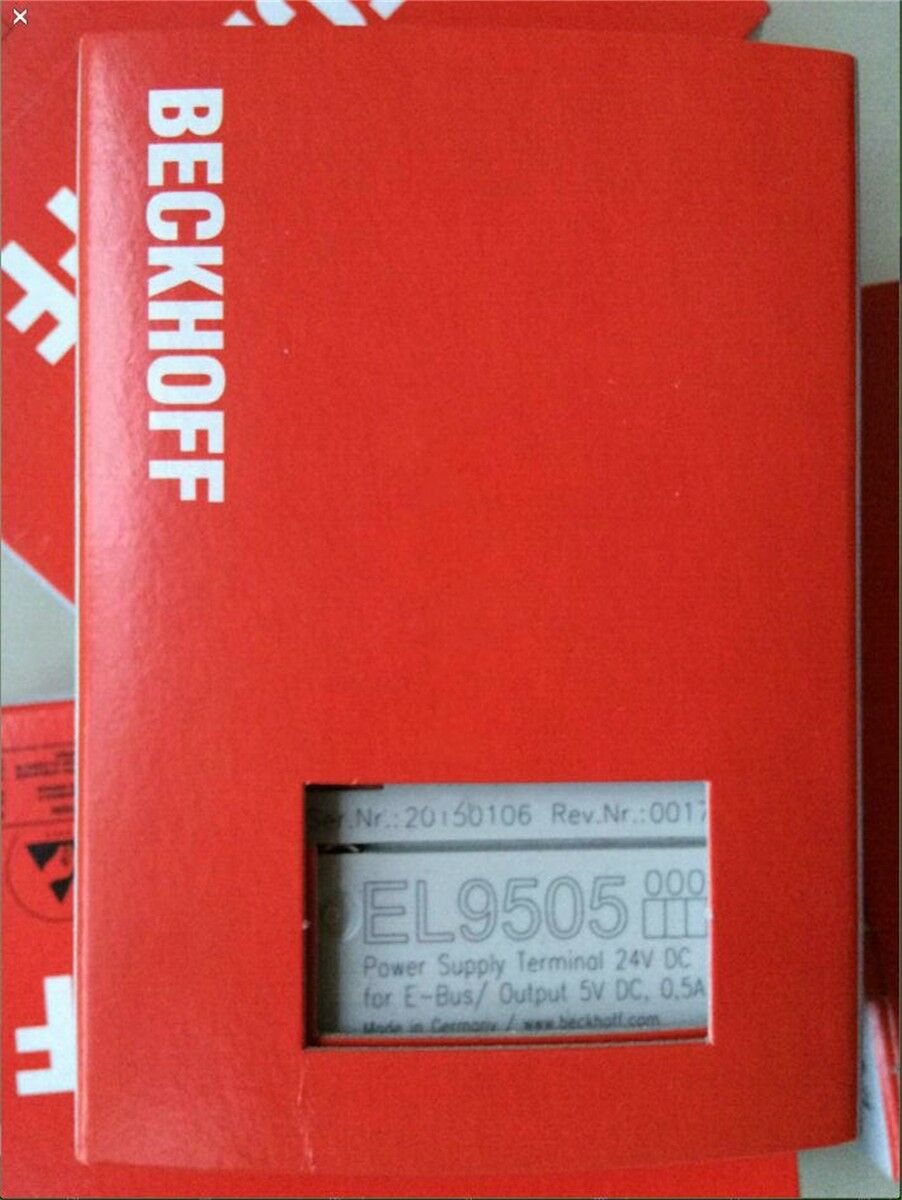 BECKHOFF
Ser.Nr.: 20150106 Rev.Nr.:0017
EL9505 000
Power Supply Terminal 24V DC
for E-Bus/ Output 5V DC, 0,5A
Made in Germany / www.beckhoff.com